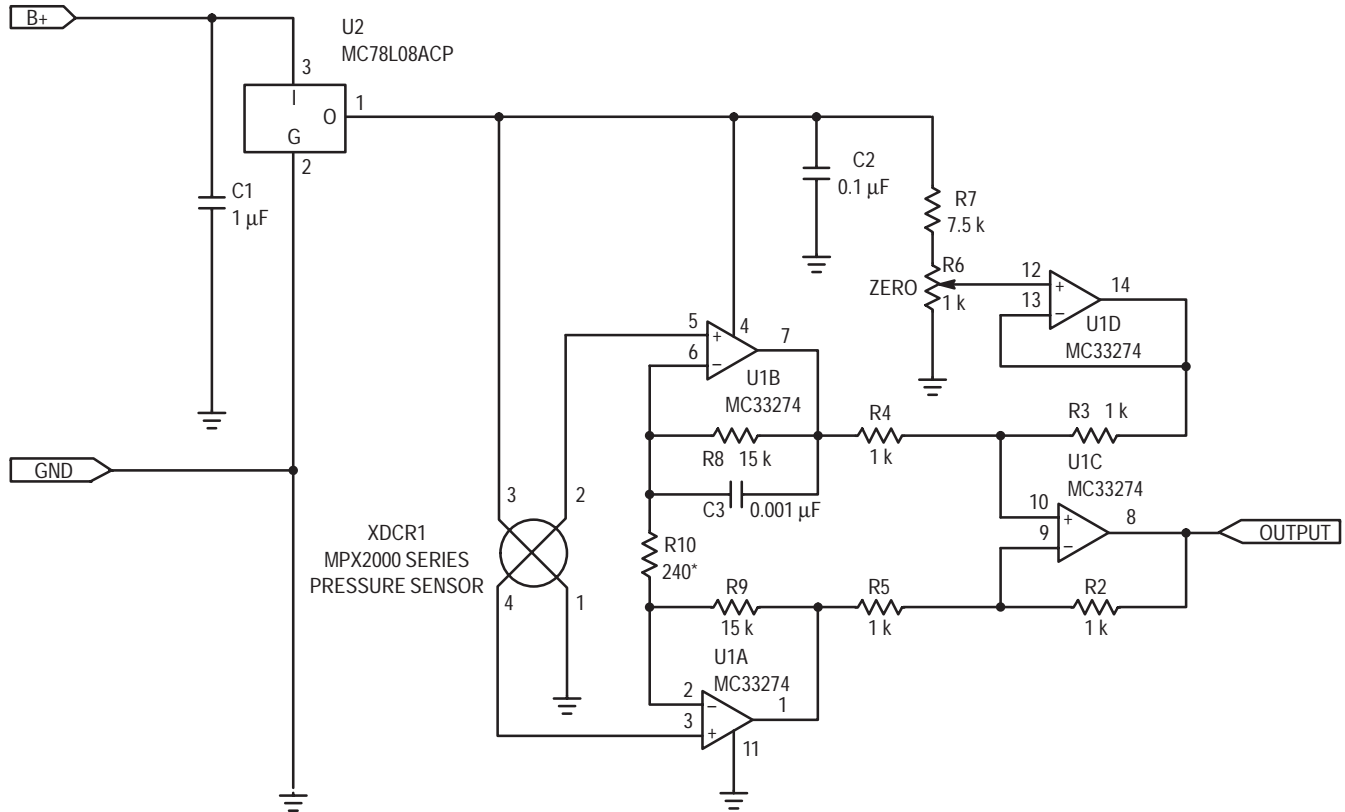 B+
U2
MC78L08ACP
3
I
O
1
G
2
C1
1 µF
C2
0.1 µF
R7
7.5 k
R6
ZERO
1 k
12
+
13
−
14
U1D
MC33274
5
+
4
7
6
−
U1B
MC33274
R4
1 k
R3 1 k
R8 15 k
U1C
MC33274
GND
3
2
C3 0.001 µF
10
+
9
−
8
OUTPUT
XDCR1
MPX2000 SERIES
PRESSURE SENSOR
R10
240*
4
1
R9
15 k
R5
1 k
R2
1 k
U1A
MC33274
2
−
3
+
1
11